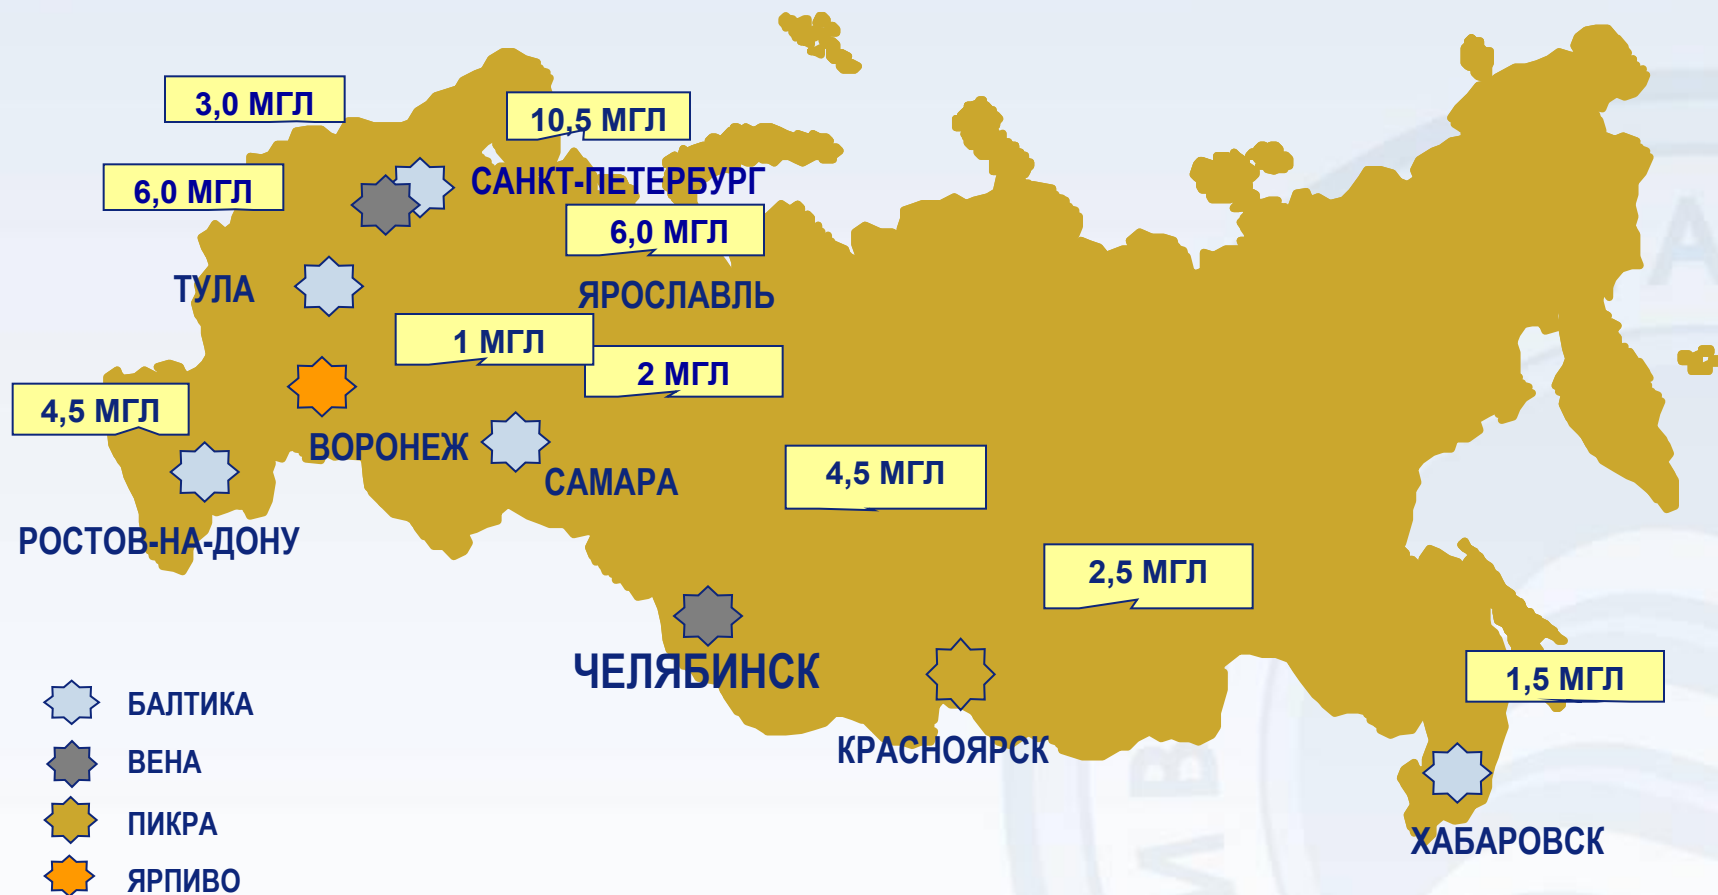 3,0 МГЛ
10,5 МГЛ
6,0 МГЛ
САНКТ-ПЕТЕРБУРГ
6,0 МГЛ
ТУЛА
ЯРОСЛАВЛЬ
1 МГЛ
2 МГЛ
4,5 МГЛ
ВОРОНЕЖ
САМАРА
4,5 МГЛ
РОСТОВ-НА-ДОНУ
2,5 МГЛ
ЧЕЛЯБИНСК
1,5 МГЛ
КРАСНОЯРСК
ХАБАРОВСК
БАЛТИКА
ВЕНА
ПИКРА
ЯРПИВО